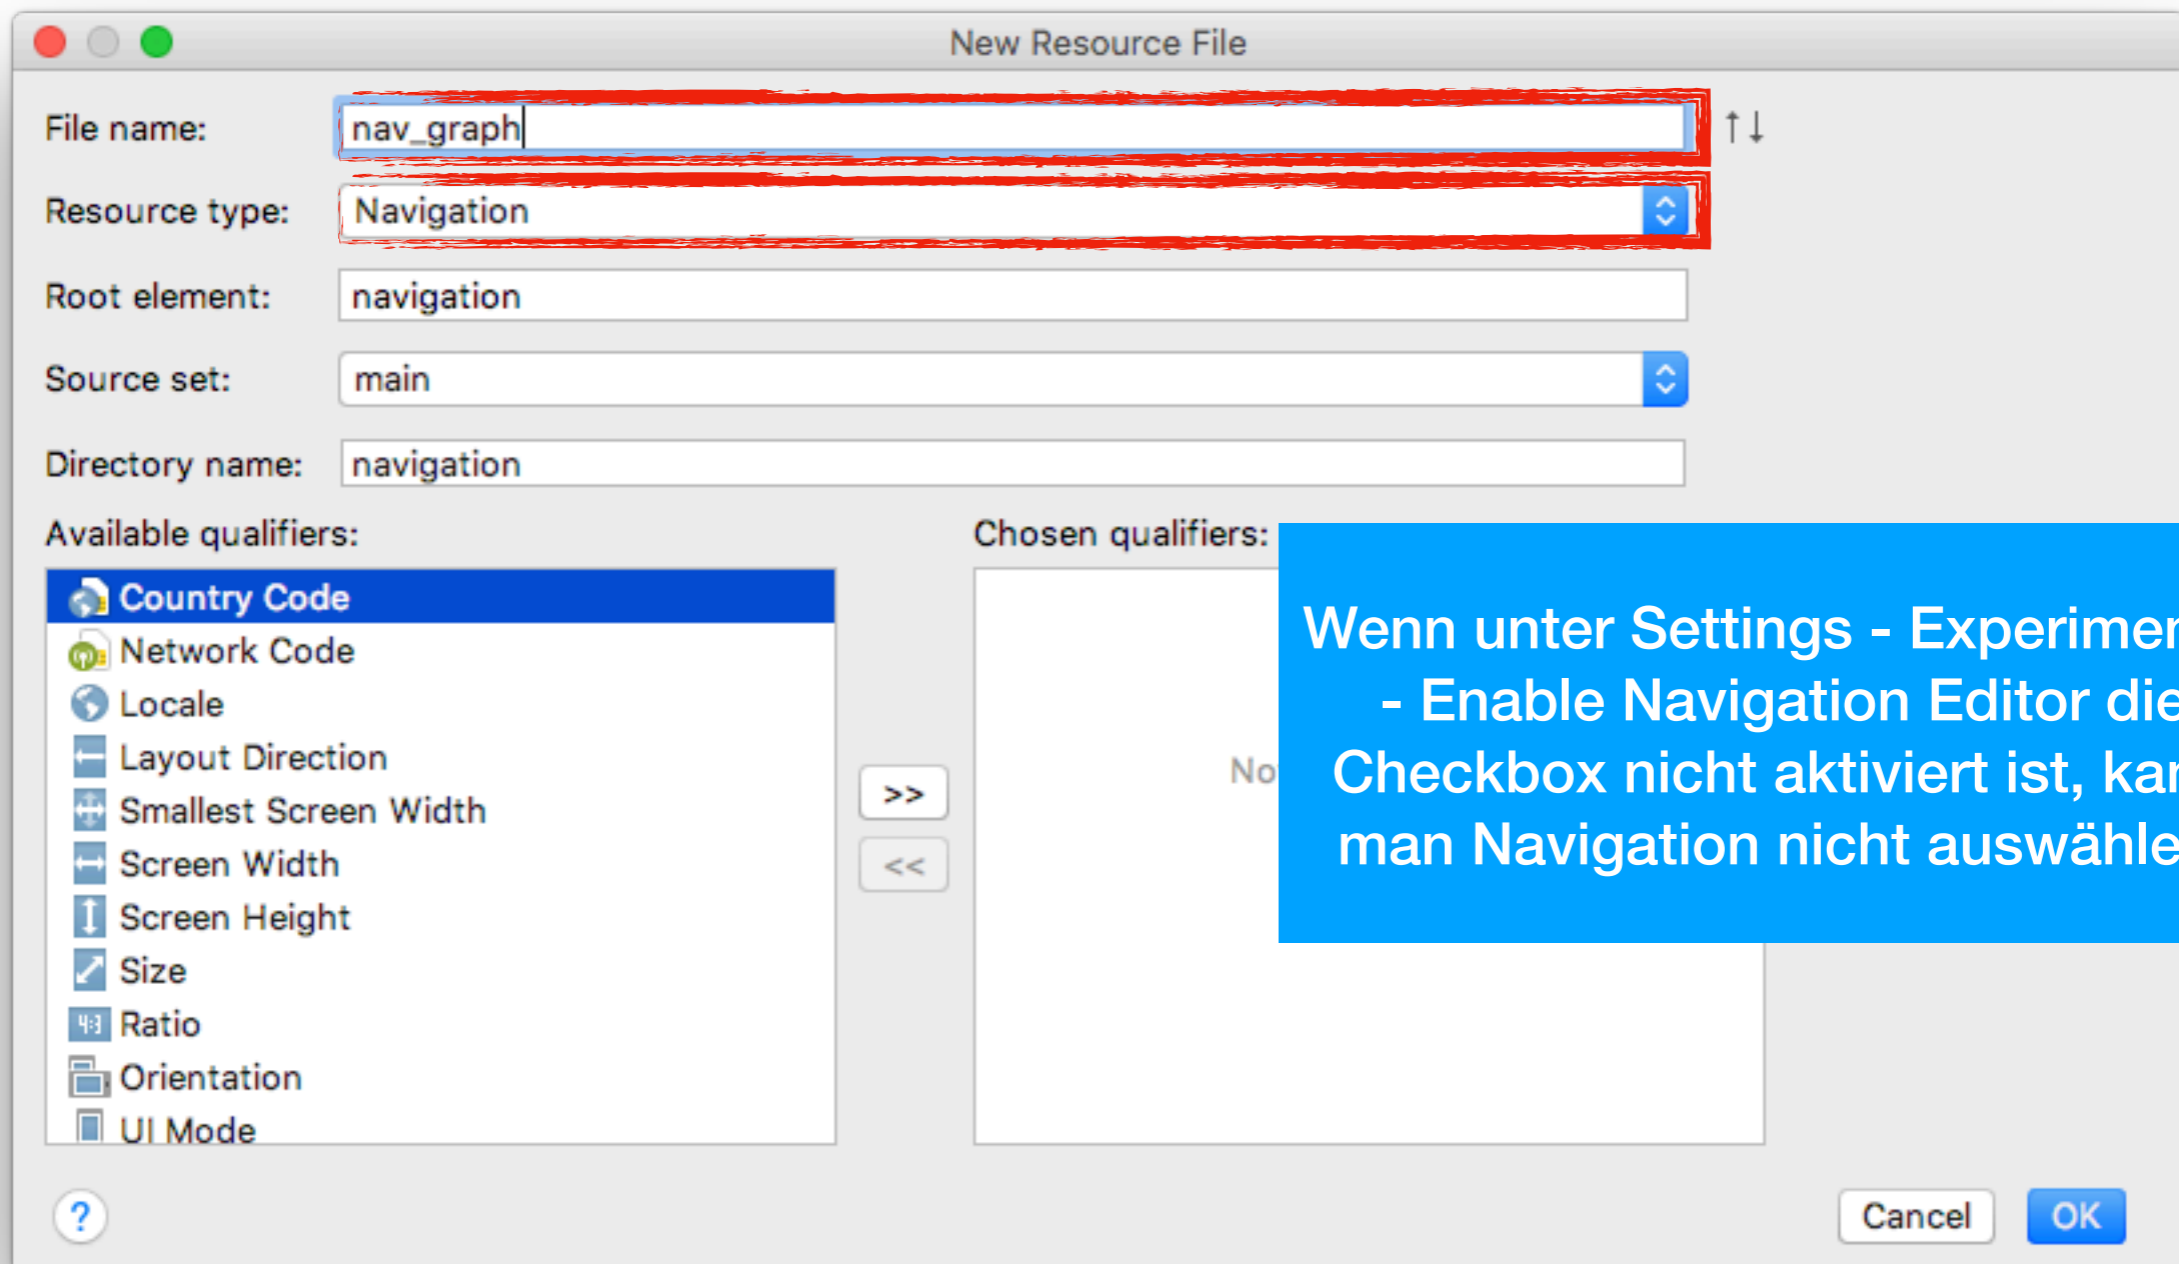 New Resource File
File name: nav_graph
Resource type: Navigation
Root element: navigation
Source set: main
Directory name: navigation
Available qualifiers:
Chosen qualifiers:
Country Code
Network Code
Locale
Layout Direction
Smallest Screen Width
Screen Width
Screen Height
Size
Ratio
Orientation
UI Mode
>>
<<
Wenn unter Settings -
- Enable Navigation Editor die
Checkbox nicht aktiviert ist,
man Navigation nicht
?
Cancel
OK